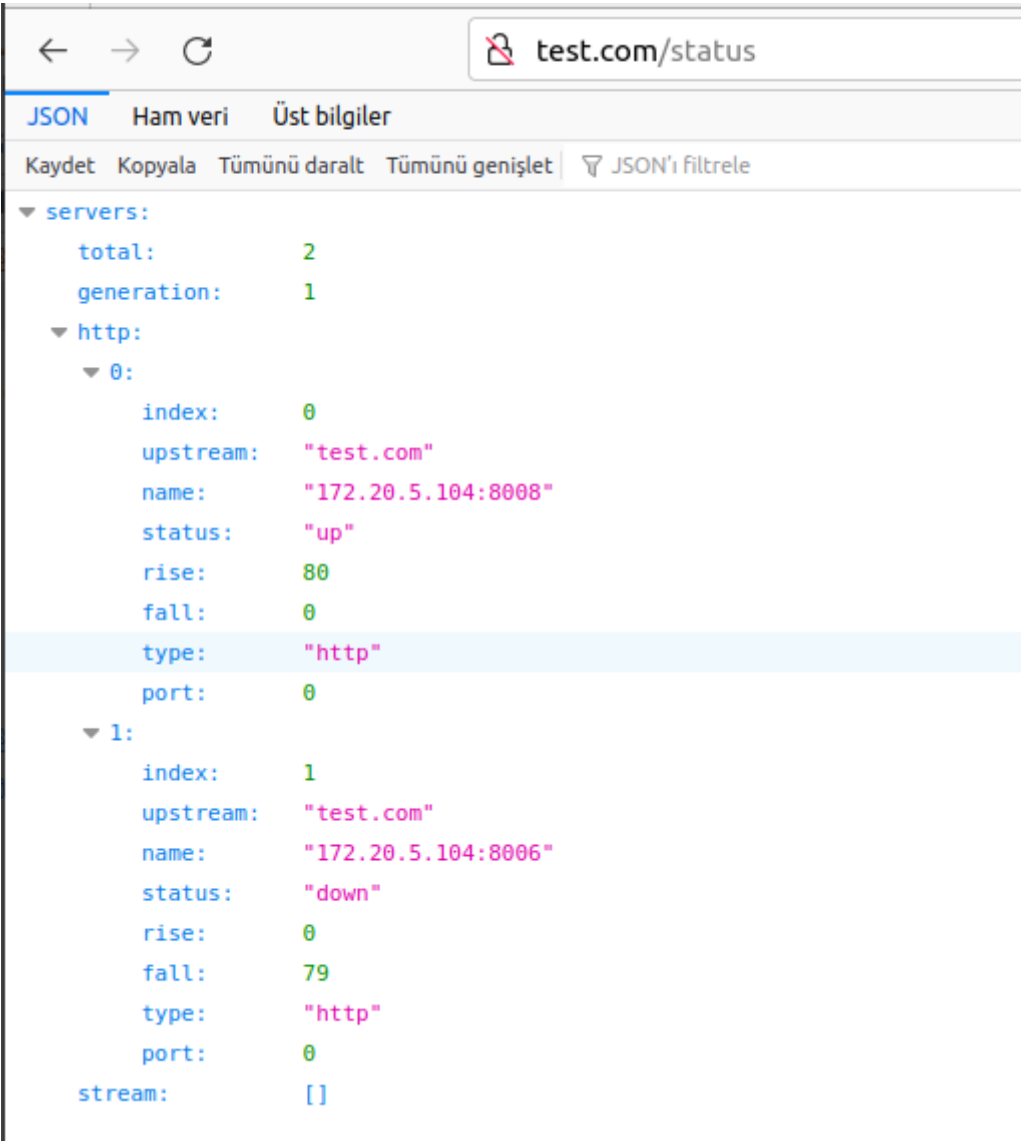 test.com/status
JSON Ham veri Üst bilgiler
Kaydet Kopyala Tümünü daralt Tümünü genişlet JSON'ı filtrele
servers:
total: 2
generation: 1
http:
0:
index: 0
upstream: "test.com"
name: "172.20.5.104:8008"
status: "up"
rise: 80
fall: 0
type: "http"
port: 0
1:
index: 1
upstream: "test.com"
name: "172.20.5.104:8006"
status: "down"
rise: 0
fall: 79
type: "http"
port: 0
stream: []